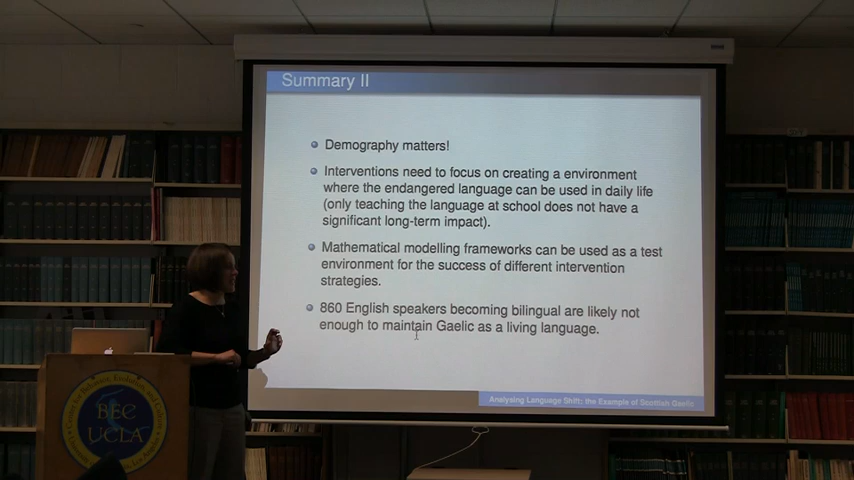 Summary II
Demography matters!
Interventions need to focus on creating a environment
where the endangered language can be used in daily life
(only teaching the language at school does not have a
significant long-term impact).
Mathematical modelling frameworks can be used as a test
environment for the success of different intervention
strategies.
860 English speakers becoming bilingual are likely not
enough to maintain Gaelic as a living language.
Analysing Language Shift: the Example of Scottish Gaelic
BEC
UCLA